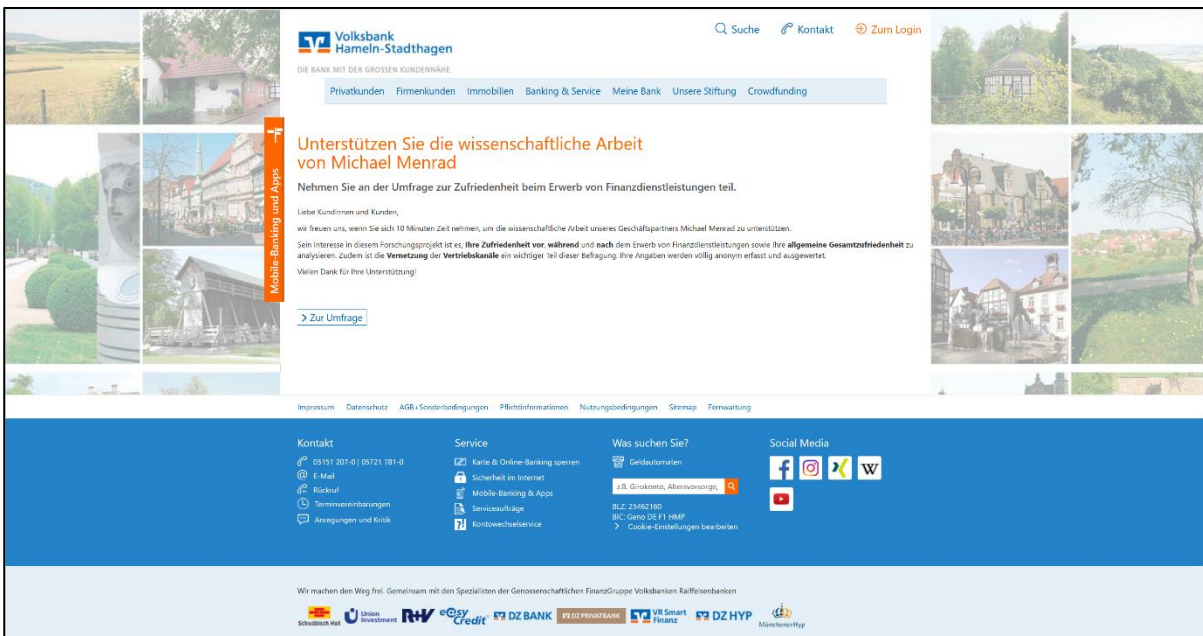 Volksbank
Hameln-Stadthagen
DIE BANK MIT DER GROSSEN KUNDENNÄHE.
Suche
Kontakt
Zum Login
Privatkunden Firmenkunden Immobilien Banking & Service Meine Bank Unsere Stiftung Crowdfunding
Mobile-Banking und Apps
Unterstützen Sie die wissenschaftliche Arbeit
von Michael Menrad
Nehmen Sie an der Umfrage zur Zufriedenheit beim Erwerb von Finanzdienstleistungen teil.
Liebe Kundinnen und Kunden,
wir freuen uns, wenn Sie sich 10 Minuten Zeit nehmen, um die wissenschaftliche Arbeit unseres Geschäftspartners Michael Menrad zu unterstützen.
Sein Interesse in diesem Forschungsprojekt ist es, Ihre Zufriedenheit vor, während und nach dem Erwerb von Finanzdienstleistungen sowie Ihre allgemeine Gesamtzufriedenheit zu
analysieren. Zudem ist die Vernetzung der Vertriebskanäle ein wichtiger Teil dieser Befragung. Ihre Angaben werden völlig anonym erfasst und ausgewertet.
Vielen Dank für Ihre Unterstützung!
> Zur Umfrage
Impressum Datenschutz AGB+Sonderbedingungen Pflichtinformationen Nutzungsbedingungen Sitemap Fernwartung
Kontakt
05151 207-0 | 05721 781-0
E-Mail
Rückruf
Terminvereinbarungen
Anregungen und Kritik
Service
Karte & Online-Banking sperren
Sicherheit im Internet
Mobile-Banking & Apps
Serviceaufträge
Kontowechselservice
Was suchen Sie?
Geldautomaten
z.B. Girokonto, Altersvorsorge,
BLZ: 25462160
BIC: Geno DE F1 HMP
> Cookie-Einstellungen bearbeiten
Social Media
Wir machen den Weg frei. Gemeinsam mit den Spezialisten der Genossenschaftlichen FinanzGruppe Volksbanken Raiffeisenbanken
Schwäbisch Hall
Union
Investment
R+V
easy
Credit
DZ BANK
DZ PRIVATBANK
VR Smart
Finanz
DZ HYP
MünchenerHyp